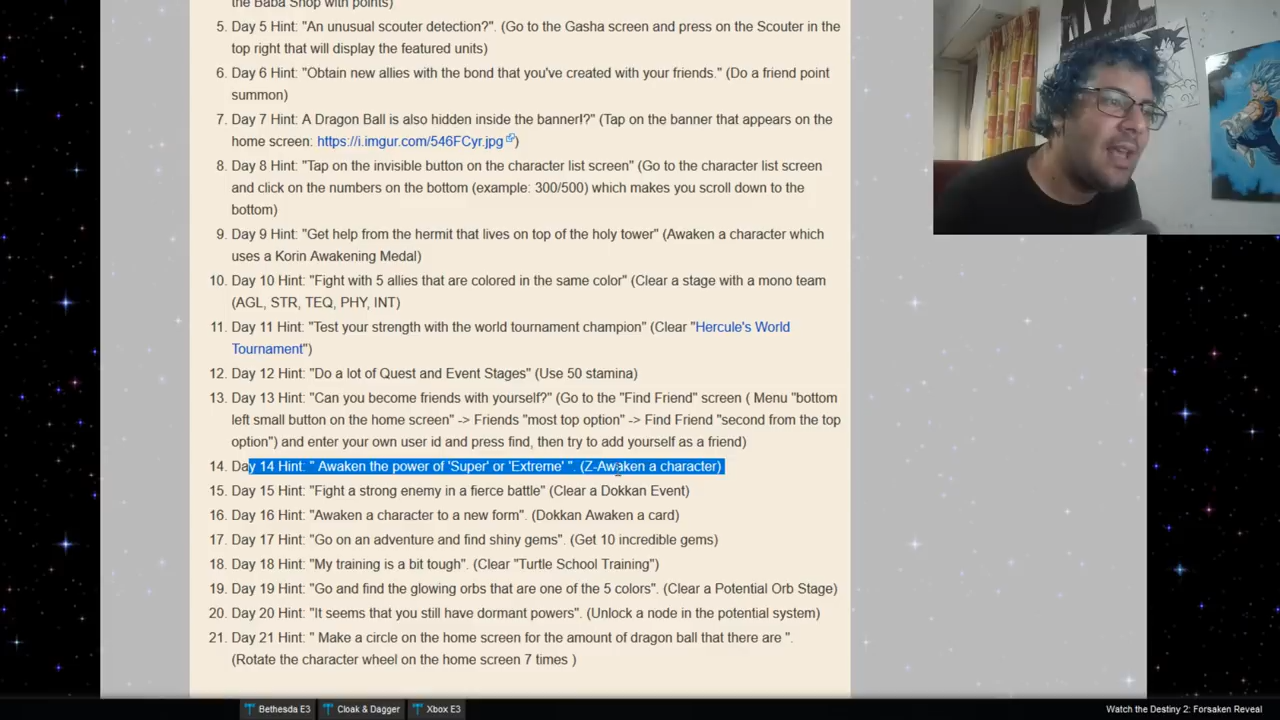 the Baba Shop with points)
5. Day 5 Hint: "An unusual scouter detection?". (Go to the Gasha screen and press on the Scouter in the
top right that will display the featured units)
6. Day 6 Hint: "Obtain new allies with the bond that you've created with your friends." (Do a friend point
summon)
7. Day 7 Hint: A Dragon Ball is also hidden inside the banner!?" (Tap on the banner that appears on the
home screen: https://i.imgur.com/546FCyr.jpg)
8. Day 8 Hint: "Tap on the invisible button on the character list screen" (Go to the character list screen
and click on the numbers on the bottom (example: 300/500) which makes you scroll down to the
bottom)
9. Day 9 Hint: "Get help from the hermit that lives on top of the holy tower" (Awaken a character which
uses a Korin Awakening Medal)
10. Day 10 Hint: "Fight with 5 allies that are colored in the same color" (Clear a stage with a mono team
(AGL, STR, TEQ, PHY, INT)
11. Day 11 Hint: "Test your strength with the world tournament champion" (Clear "Hercule's World
Tournament")
12. Day 12 Hint: "Do a lot of Quest and Event Stages" (Use 50 stamina)
13. Day 13 Hint: "Can you become friends with yourself?" (Go to the "Find Friend" screen ( Menu "bottom
left small button on the home screen" -> Friends "most top option" -> Find Friend "second from the top
option") and enter your own user id and press find, then try to add yourself as a friend)
14. Day 14 Hint: " Awaken the power of 'Super' or 'Extreme' ". (Z-Awaken a character)
15. Day 15 Hint: "Fight a strong enemy in a fierce battle" (Clear a Dokkan Event)
16. Day 16 Hint: "Awaken a character to a new form". (Dokkan Awaken a card)
17. Day 17 Hint: "Go on an adventure and find shiny gems". (Get 10 incredible gems)
18. Day 18 Hint: "My training is a bit tough". (Clear "Turtle School Training")
19. Day 19 Hint: "Go and find the glowing orbs that are one of the 5 colors". (Clear a Potential Orb Stage)
20. Day 20 Hint: "It seems that you still have dormant powers". (Unlock a node in the potential system)
21. Day 21 Hint: " Make a circle on the home screen for the amount of dragon ball that there are ".
(Rotate the character wheel on the home screen 7 times )
Bethesda E3 Cloak & Dagger Xbox E3 Watch the Destiny 2: Forsaken Reveal